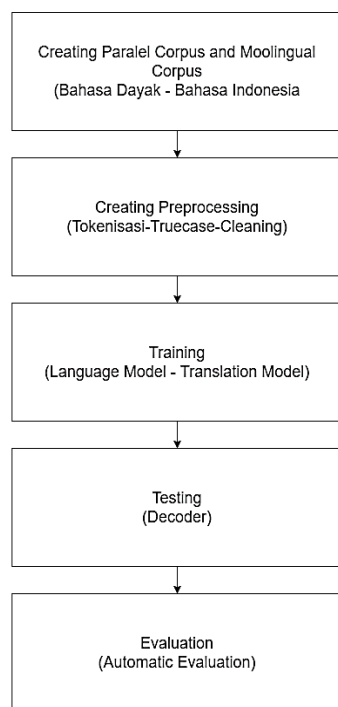 Creating Paralel Corpus and Moolingual
Corpus
(Bahasa Dayak - Bahasa Indonesia
Creating Preprocessing
(Tokenisasi-Truecase-Cleaning)
Training
(Language Model - Translation Model)
Testing
(Decoder)
Evaluation
(Automatic Evaluation)